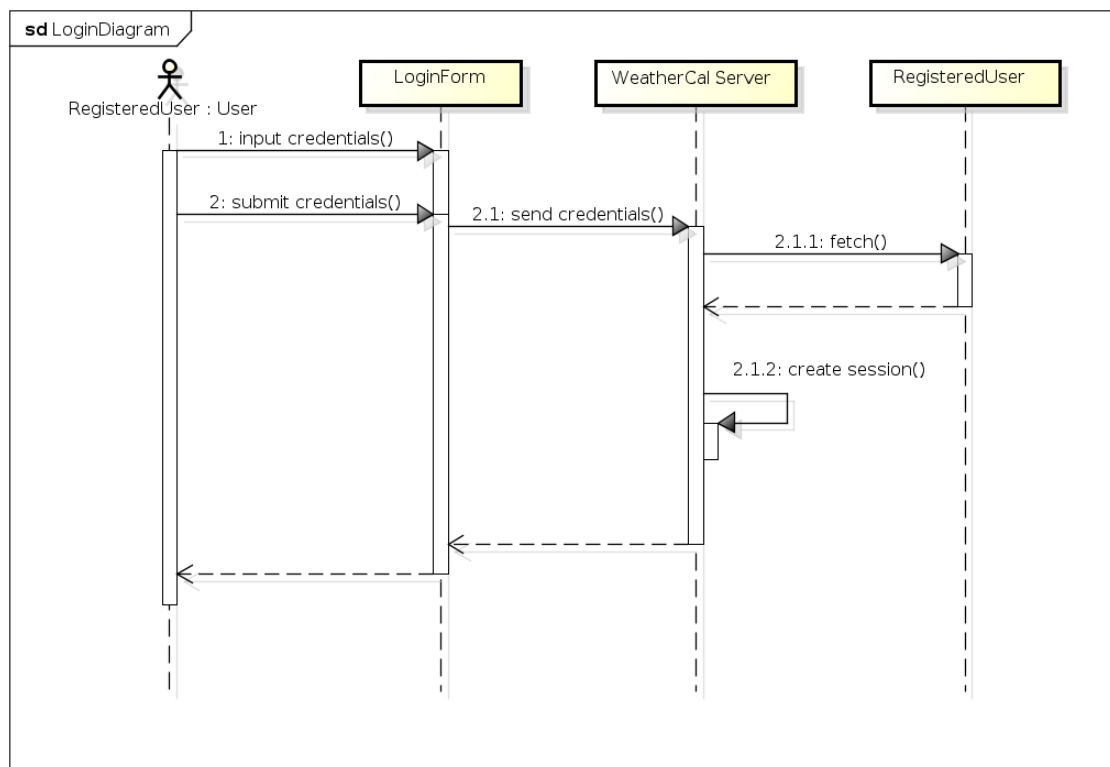 sd LoginDiagram
RegisteredUser : User
LoginForm
WeatherCal Server
RegisteredUser
1: input credentials()
2: submit credentials()
2.1: send credentials()
2.1.1: fetch()
2.1.2: create session()